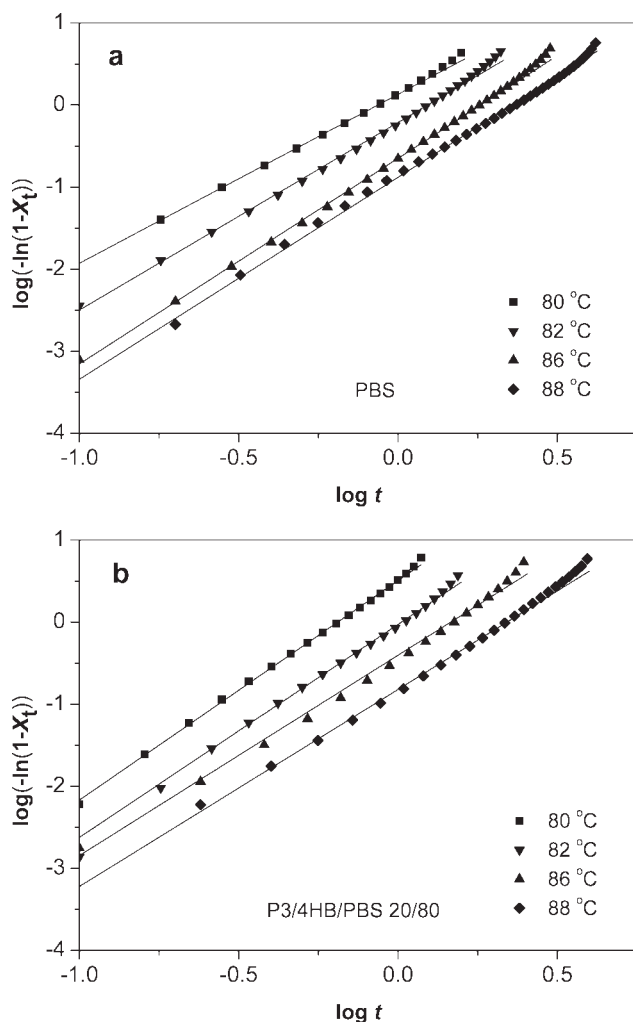 a
1
0
-1
-2
-3
-4
log(-ln(1-Xt))
80 °C
82 °C
86 °C
88 °C
PBS
-1.0
-0.5
0.0
0.5
log t
b
1
0
-1
-2
-3
-4
log(-ln(1-Xt))
80 °C
82 °C
86 °C
88 °C
P3/4HB/PBS 20/80
-1.0
-0.5
0.0
0.5
log t